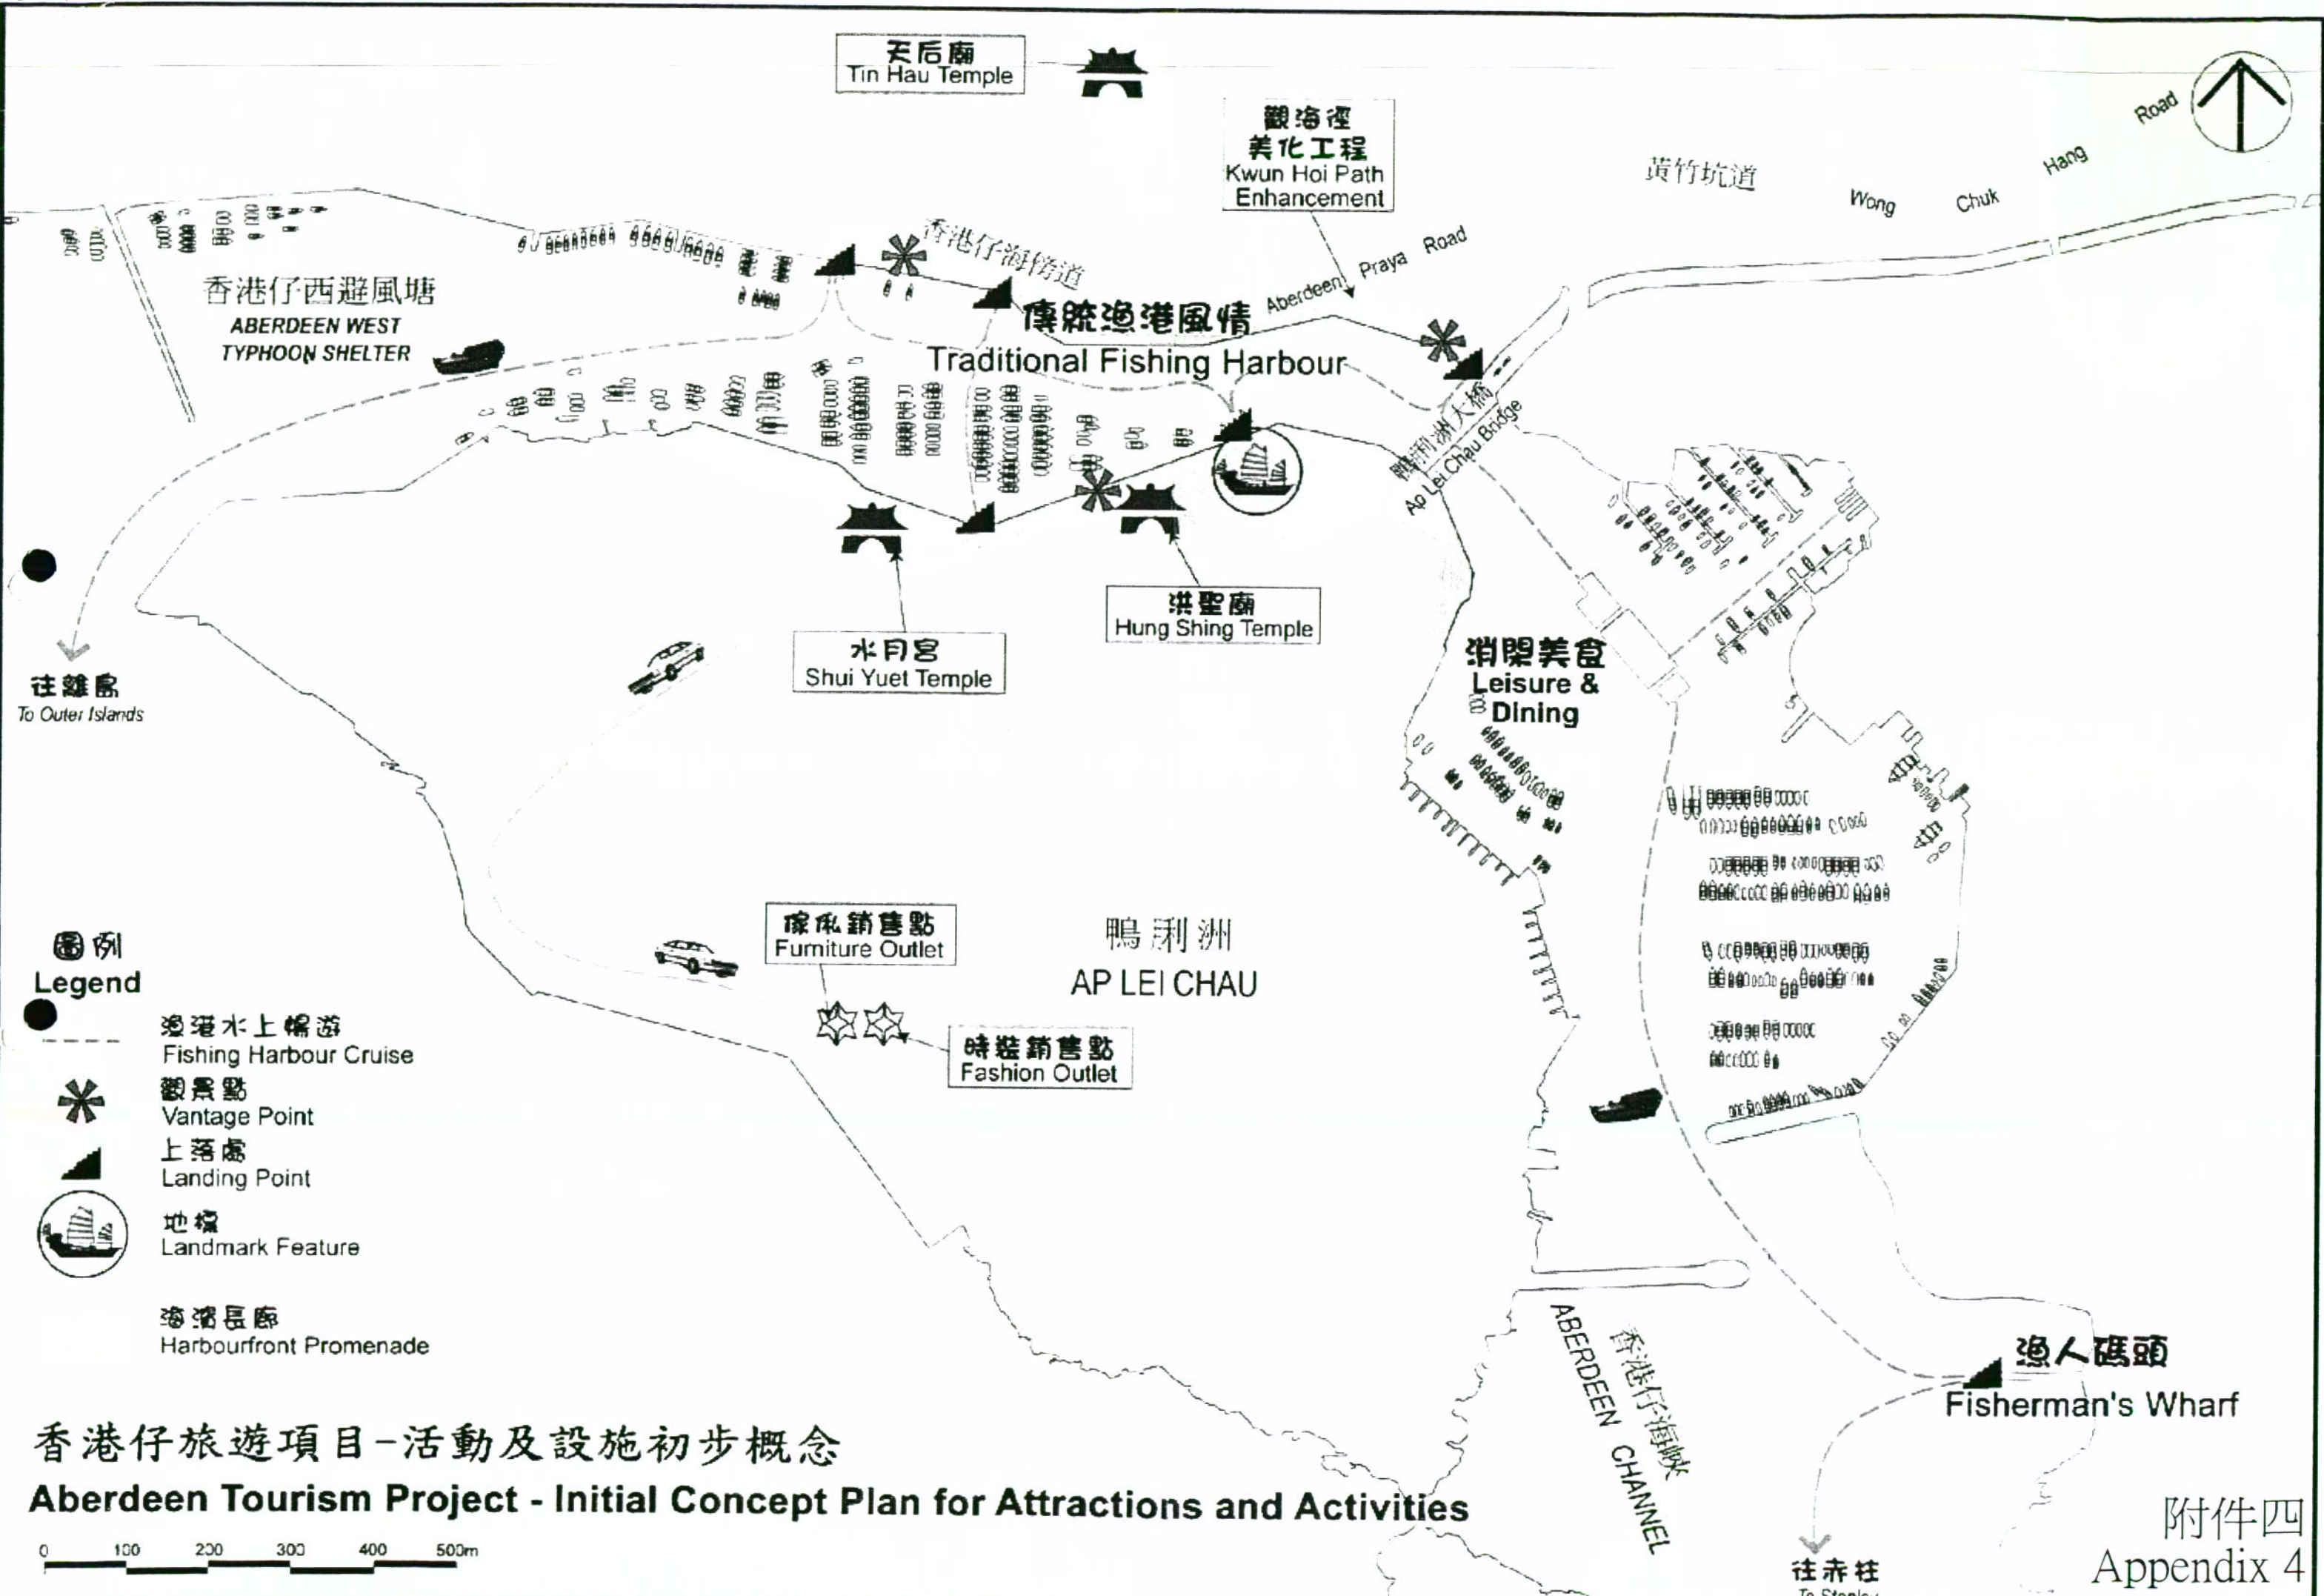 天后廟
Tin Hau Temple
觀海徑
美化工程
Kwun Hoi Path
Enhancement
黃竹坑道
Wong Chuk Hang Road
香港仔海傍道
Aberdeen Praya Road
香港仔西避風塘
ABERDEEN WEST
TYPHOON SHELTER
傳統漁港風情
Traditional Fishing Harbour
鴨脷洲大橋
Ap Lei Chau Bridge
洪聖廟
Hung Shing Temple
水月宮
Shui Yuet Temple
消閒美食
Leisure &
Dining
往離島
To Outer Islands
傢俬銷售點
Furniture Outlet
鴨脷洲
AP LEI CHAU
時裝銷售點
Fashion Outlet
圖例
Legend
漁港水上暢遊
Fishing Harbour Cruise
觀景點
Vantage Point
上落處
Landing Point
地標
Landmark Feature
海濱長廊
Harbourfront Promenade
香港仔海峽
ABERDEEN CHANNEL
漁人碼頭
Fisherman's Wharf
香港仔旅遊項目-活動及設施初步概念
Aberdeen Tourism Project - Initial Concept Plan for Attractions and Activities
0 100 200 300 400 500m
往赤柱
附件四
Appendix 4